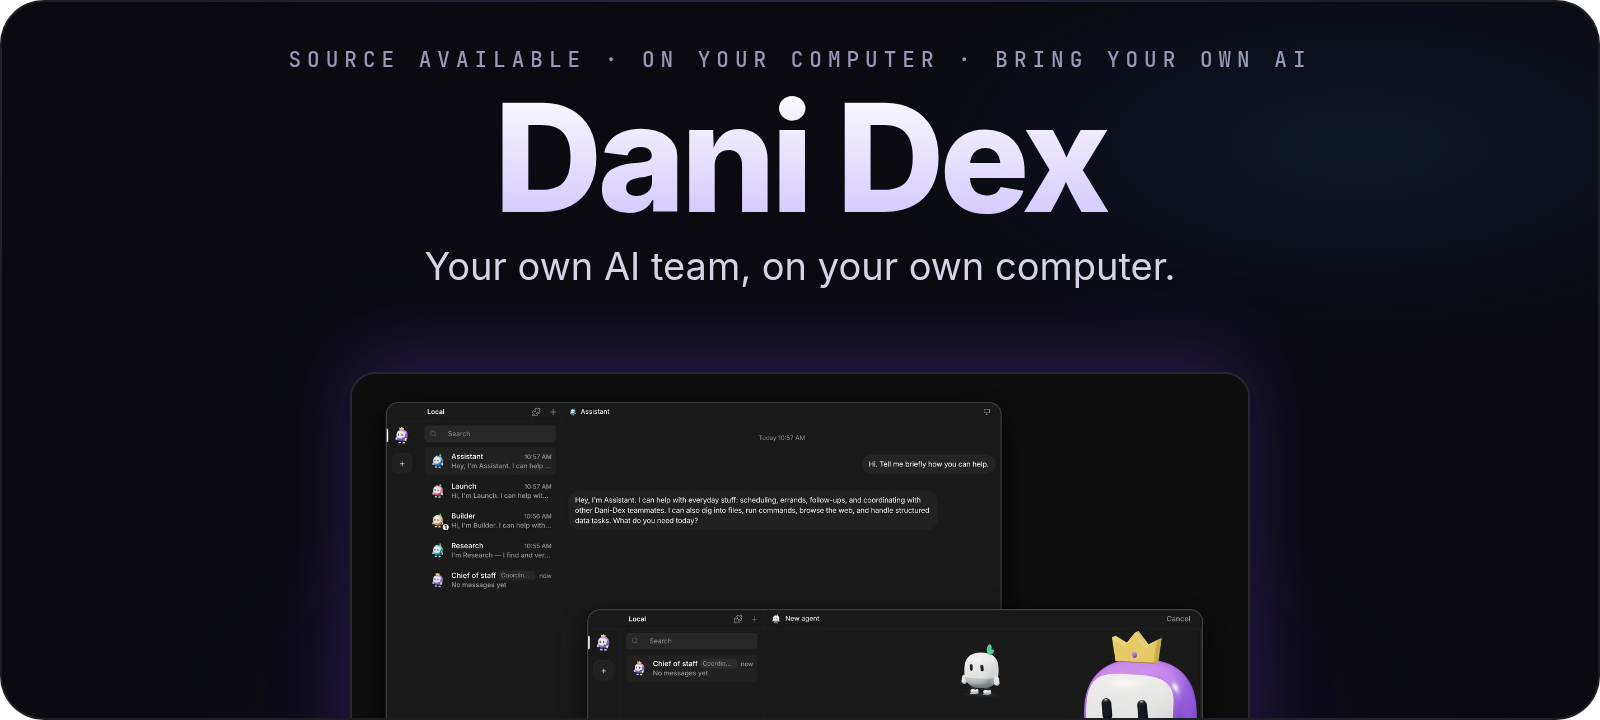 SOURCE AVAILABLE · ON YOUR COMPUTER · BRING YOUR OWN AI
Dani Dex
Your own AI team, on your own computer.
Local
Search
Assistant 10:57 AM
Hey, I'm Assistant. I can help ...
Launch 10:57 AM
Hi, I'm Launch. I can help wit...
Builder 10:56 AM
Hi, I'm Builder. I can help with...
Research 10:55 AM
I'm Research — I find and ver...
Chief of staff Coordin... now
No messages yet
Assistant
Today 10:57 AM
Hi. Tell me briefly how you can help.
Hey, I'm Assistant. I can help with everyday stuff: scheduling, errands, follow-ups, and coordinating with
other Dani-Dex teammates. I can also dig into files, run commands, browse the web, and handle structured
data tasks. What do you need today?
Local
Search
Chief of staff Coordin... now
No messages yet
New agent
Cancel